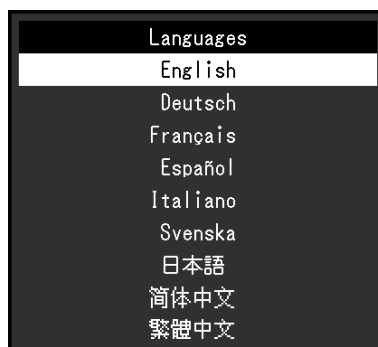 Languages
English
Deutsch
Français
Español
Italiano
Svenska
日本語
简体中文
繁體中文